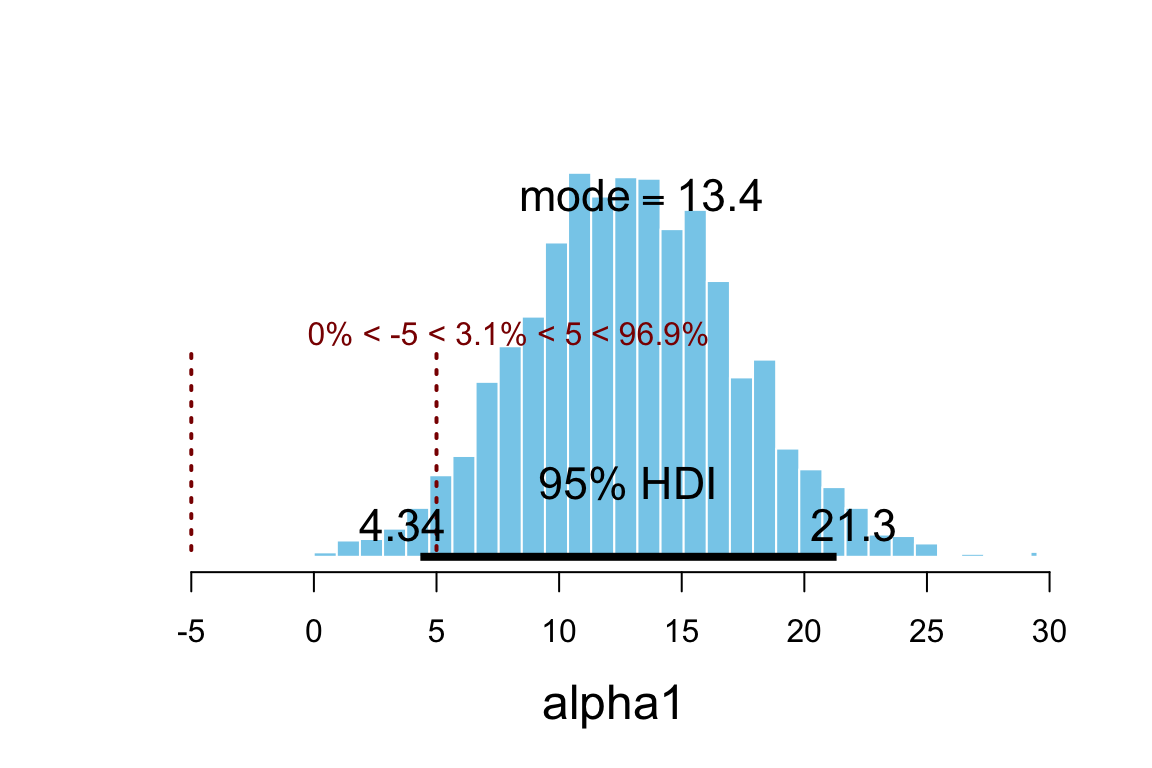 mode = 13.4
0% < -5 < 3.1% < 5 < 96.9%
95% HDI
4.34 21.3
-5 0 5 10 15 20 25 30
alpha1